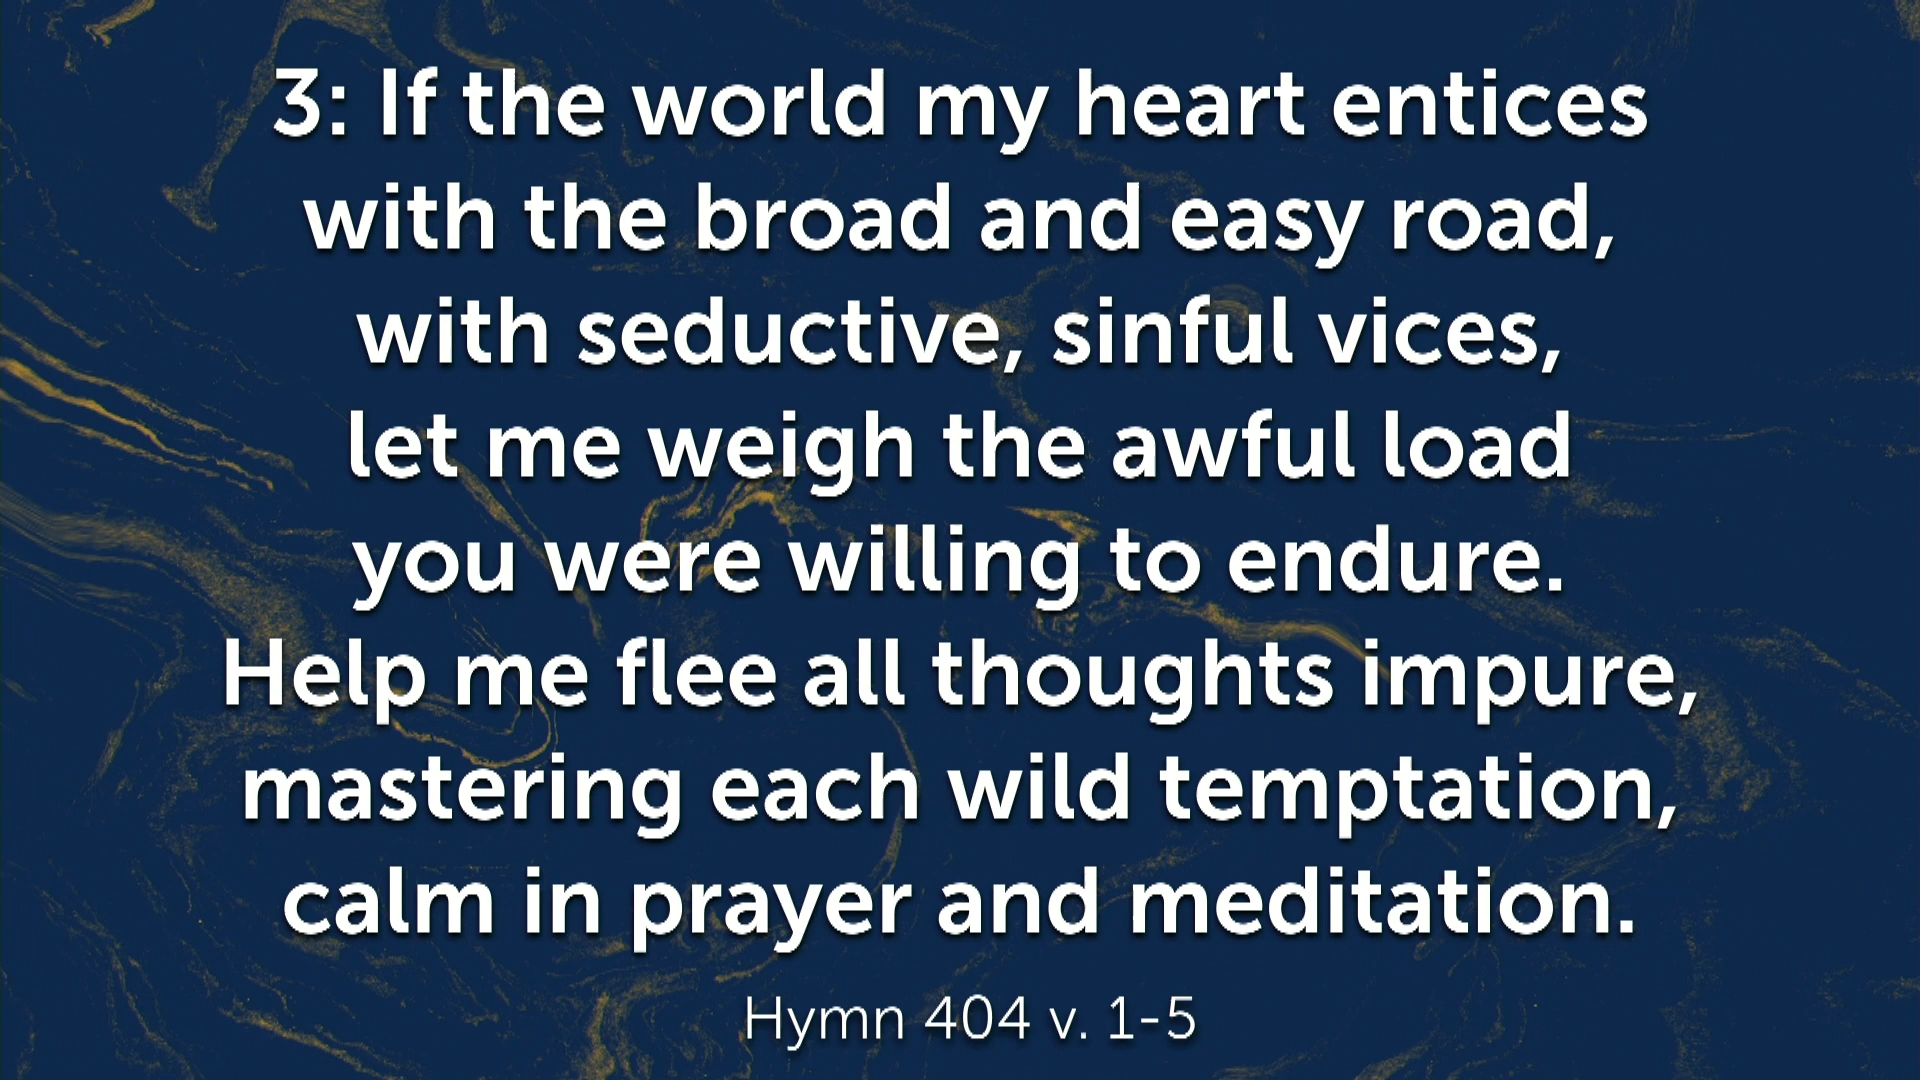 3: If the world my heart entices
with the broad and easy road,
with seductive, sinful vices,
let me weigh the awful load
you were willing to endure.
Help me flee all thoughts impure,
mastering each wild temptation,
calm in prayer and meditation.
Hymn 404 v. 1-5